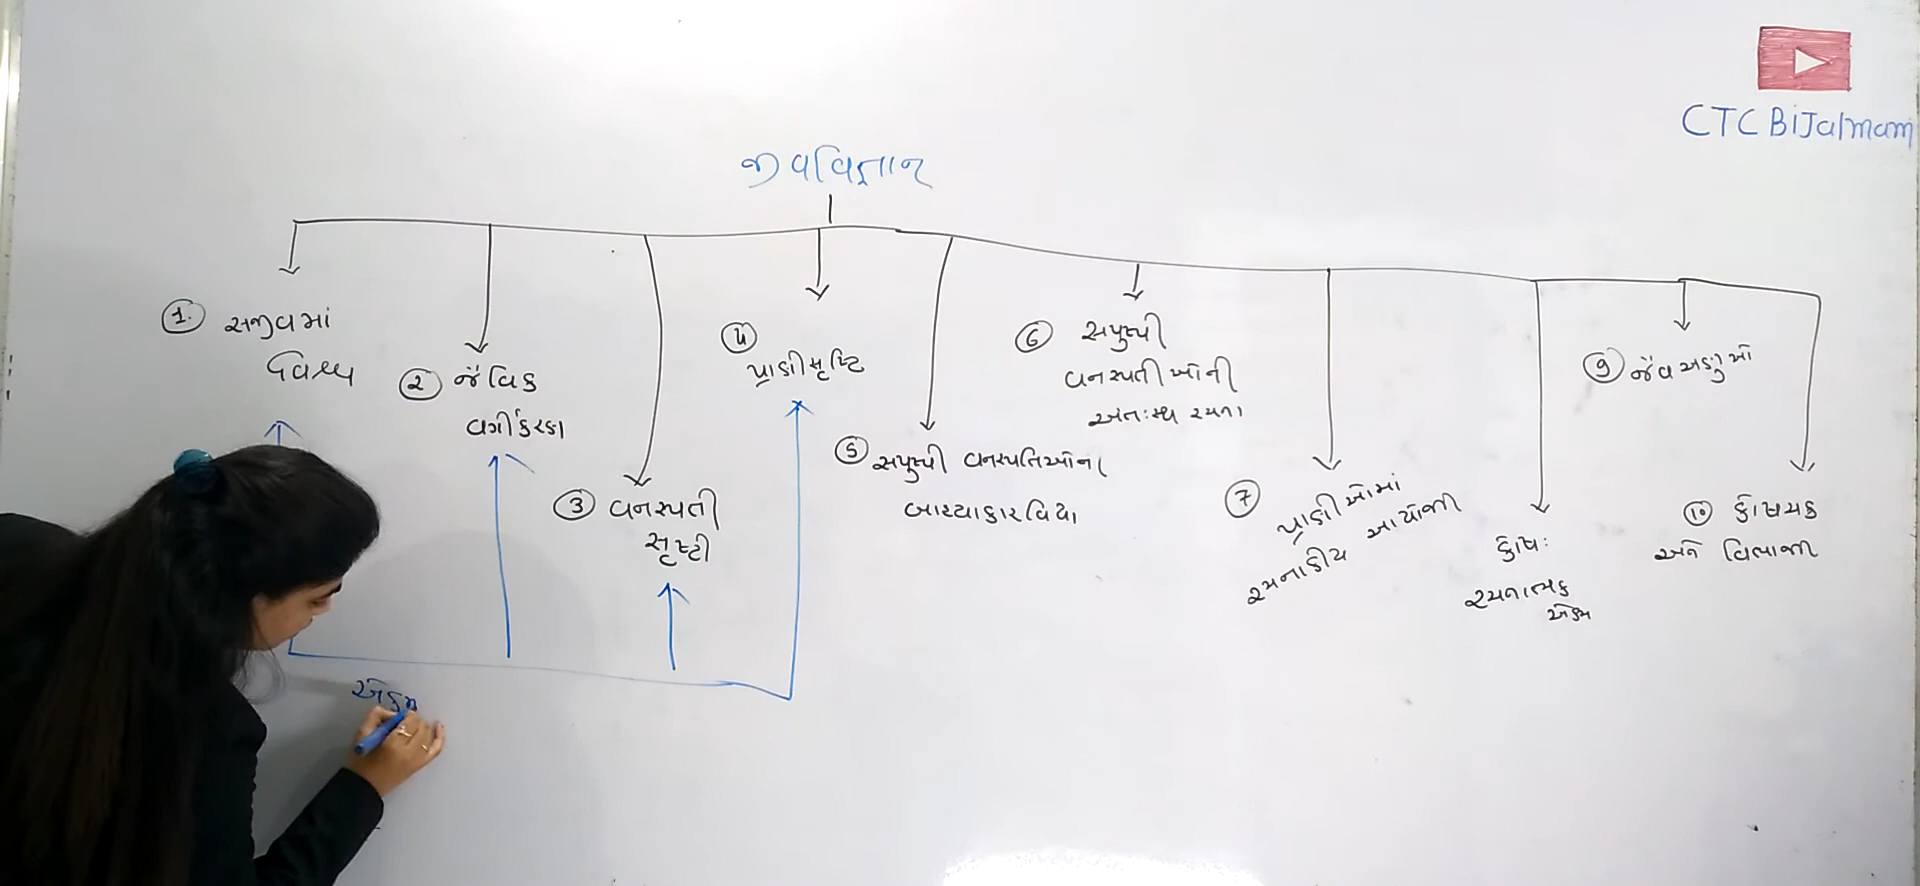 CTC BiJalmam
જીવવિજ્ઞાન
1. સજીવમાં
૨ જૈવિક
વર્ગીકરણ
3 વનસ્પતી
સૃષ્ટી
૪
પ્રાણીસૃષ્ટિ
5 સપુષ્પી વનસ્પતિઓના
બાહ્યાકારવિદ્યા
6 સપુષ્પી
વનસ્પતીઓની
અંતઃસ્થ રચના
7 પ્રાણીઓમાં
રચનાકીય આયોજન
કોષઃ
રચનાત્મક
એકમ
9 જૈવ અણુઓ
10 કોષચક્ર
અને વિભાજન
એકમ